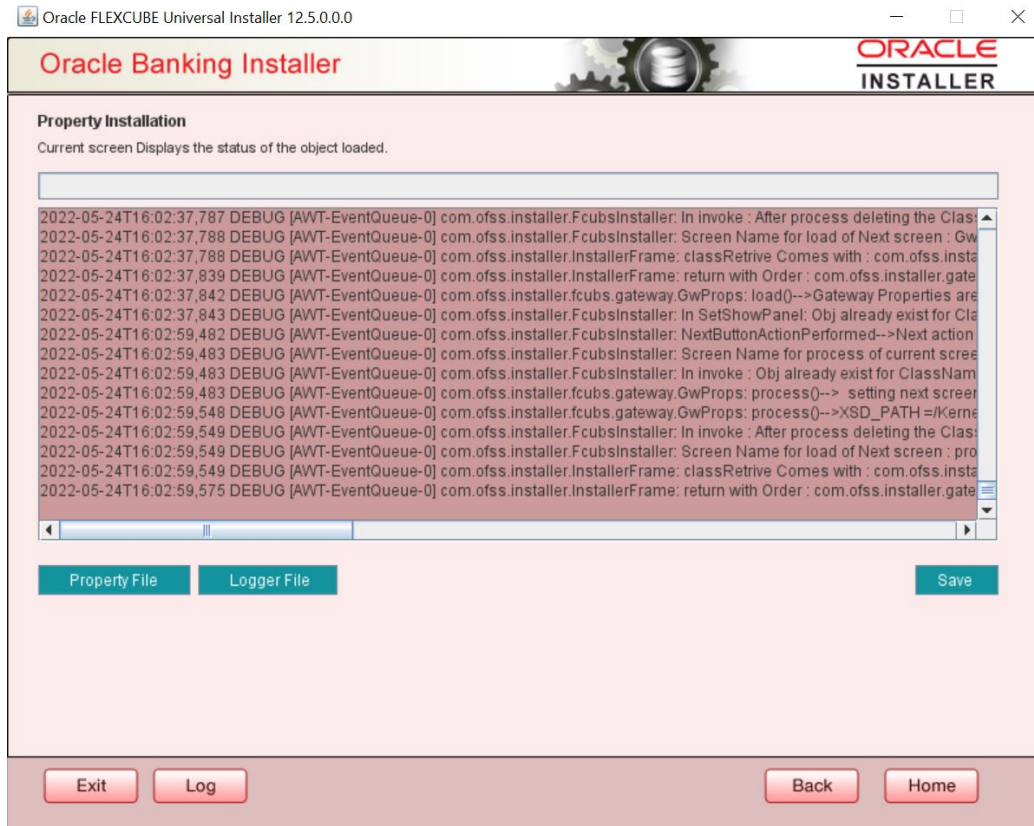 Oracle FLEXCUBE Universal Installer 12.5.0.0.0
Oracle Banking Installer
ORACLE
INSTALLER
Property Installation
Current screen Displays the status of the object loaded.
2022-05-24T16:02:37,787 DEBUG [AWT-EventQueue-0] com.ofss.installer.FcubsInstaller: In invoke : After process deleting the Clas
2022-05-24T16:02:37,788 DEBUG [AWT-EventQueue-0] com.ofss.installer.FcubsInstaller: Screen Name for load of Next screen : Gw
2022-05-24T16:02:37,788 DEBUG [AWT-EventQueue-0] com.ofss.installer.InstallerFrame: classRetrive Comes with : com.ofss.insta
2022-05-24T16:02:37,839 DEBUG [AWT-EventQueue-0] com.ofss.installer.InstallerFrame: return with Order : com.ofss.installer.gate
2022-05-24T16:02:37,842 DEBUG [AWT-EventQueue-0] com.ofss.installer.fcubs.gateway.GwProps: load()-->Gateway Properties are
2022-05-24T16:02:37,843 DEBUG [AWT-EventQueue-0] com.ofss.installer.FcubsInstaller: In SetShowPanel: Obj already exist for Cla
2022-05-24T16:02:59,482 DEBUG [AWT-EventQueue-0] com.ofss.installer.FcubsInstaller: NextButtonActionPerformed-->Next action
2022-05-24T16:02:59,483 DEBUG [AWT-EventQueue-0] com.ofss.installer.FcubsInstaller: Screen Name for process of current scree
2022-05-24T16:02:59,483 DEBUG [AWT-EventQueue-0] com.ofss.installer.FcubsInstaller: In invoke : Obj already exist for ClassNam
2022-05-24T16:02:59,483 DEBUG [AWT-EventQueue-0] com.ofss.installer.fcubs.gateway.GwProps: process()--> setting next screen
2022-05-24T16:02:59,548 DEBUG [AWT-EventQueue-0] com.ofss.installer.fcubs.gateway.GwProps: process()-->XSD_PATH =/Kerne
2022-05-24T16:02:59,549 DEBUG [AWT-EventQueue-0] com.ofss.installer.FcubsInstaller: In invoke : After process deleting the Clas
2022-05-24T16:02:59,549 DEBUG [AWT-EventQueue-0] com.ofss.installer.FcubsInstaller: Screen Name for load of Next screen : pro
2022-05-24T16:02:59,549 DEBUG [AWT-EventQueue-0] com.ofss.installer.InstallerFrame: classRetrive Comes with : com.ofss.insta
2022-05-24T16:02:59,575 DEBUG [AWT-EventQueue-0] com.ofss.installer.InstallerFrame: return with Order : com.ofss.installer.gate
Property File
Logger File
Save
Exit
Log
Back
Home